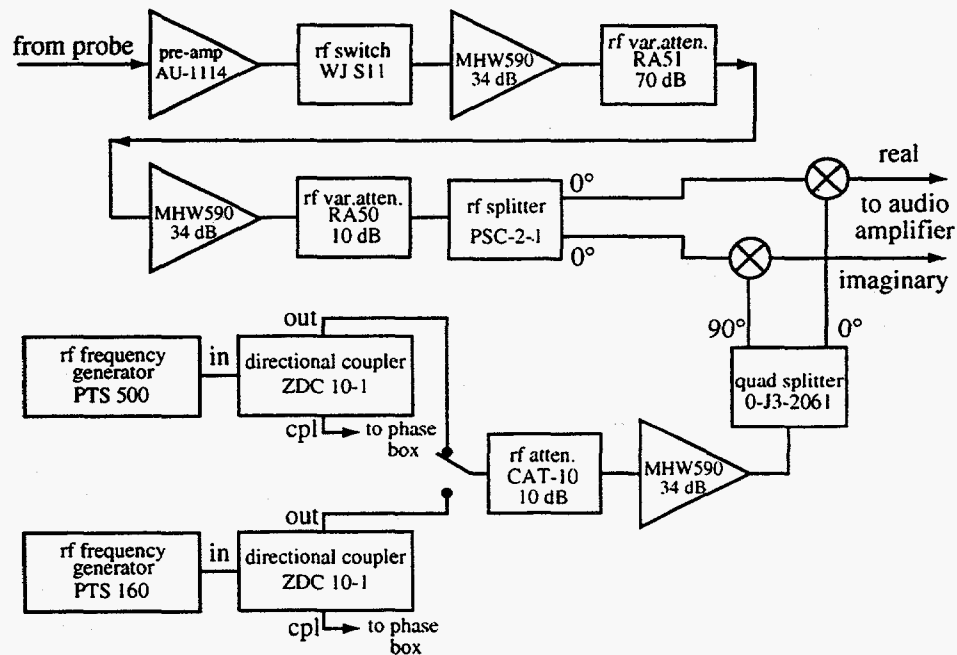 from probe
pre-amp
AU-1114
rf switch
WJ S11
MHW590
34 dB
rf var.atten.
RA51
70 dB
MHW590
34 dB
rf var.atten.
RA50
10 dB
rf splitter
PSC-2-1
0°
0°
real
to audio
amplifier
imaginary
90°
0°
quad splitter
0-J3-2061
rf frequency
generator
PTS 500
in
out
directional coupler
ZDC 10-1
cpl
to phase
box
rf atten.
CAT-10
10 dB
MHW590
34 dB
rf frequency
generator
PTS 160
in
out
directional coupler
ZDC 10-1
cpl
to phase
box